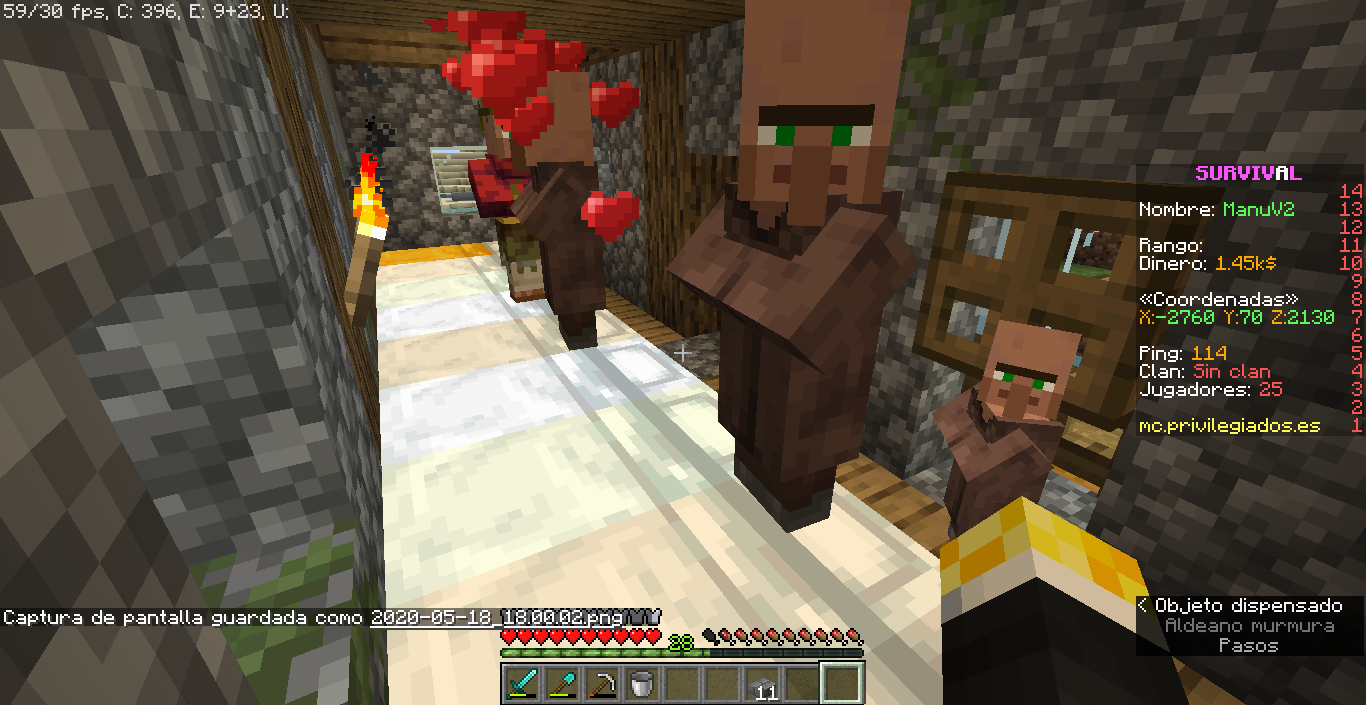 59/30 fps, C: 396, E: 9+23, U:
SURVIVAL
14
Nombre: ManuV2 13
12
Rango: 11
Dinero: 1.45k$ 10
9
«Coordenadas» 8
X:-2760 Y:70 Z:2130 7
6
Ping: 114 5
Clan: Sin clan 4
Jugadores: 25 3
2
mc.privilegiados.es 1
< Objeto dispensado
Aldeano murmura
Pasos
Captura de pantalla guardada como 2020-05-18_18.00.02.png
28
11